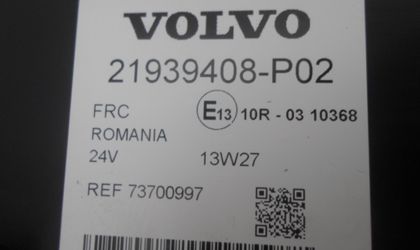 VOLVO
21939408-P02
FRC E13 10R - 03 10368
ROMANIA
24V 13W27
REF 73700997